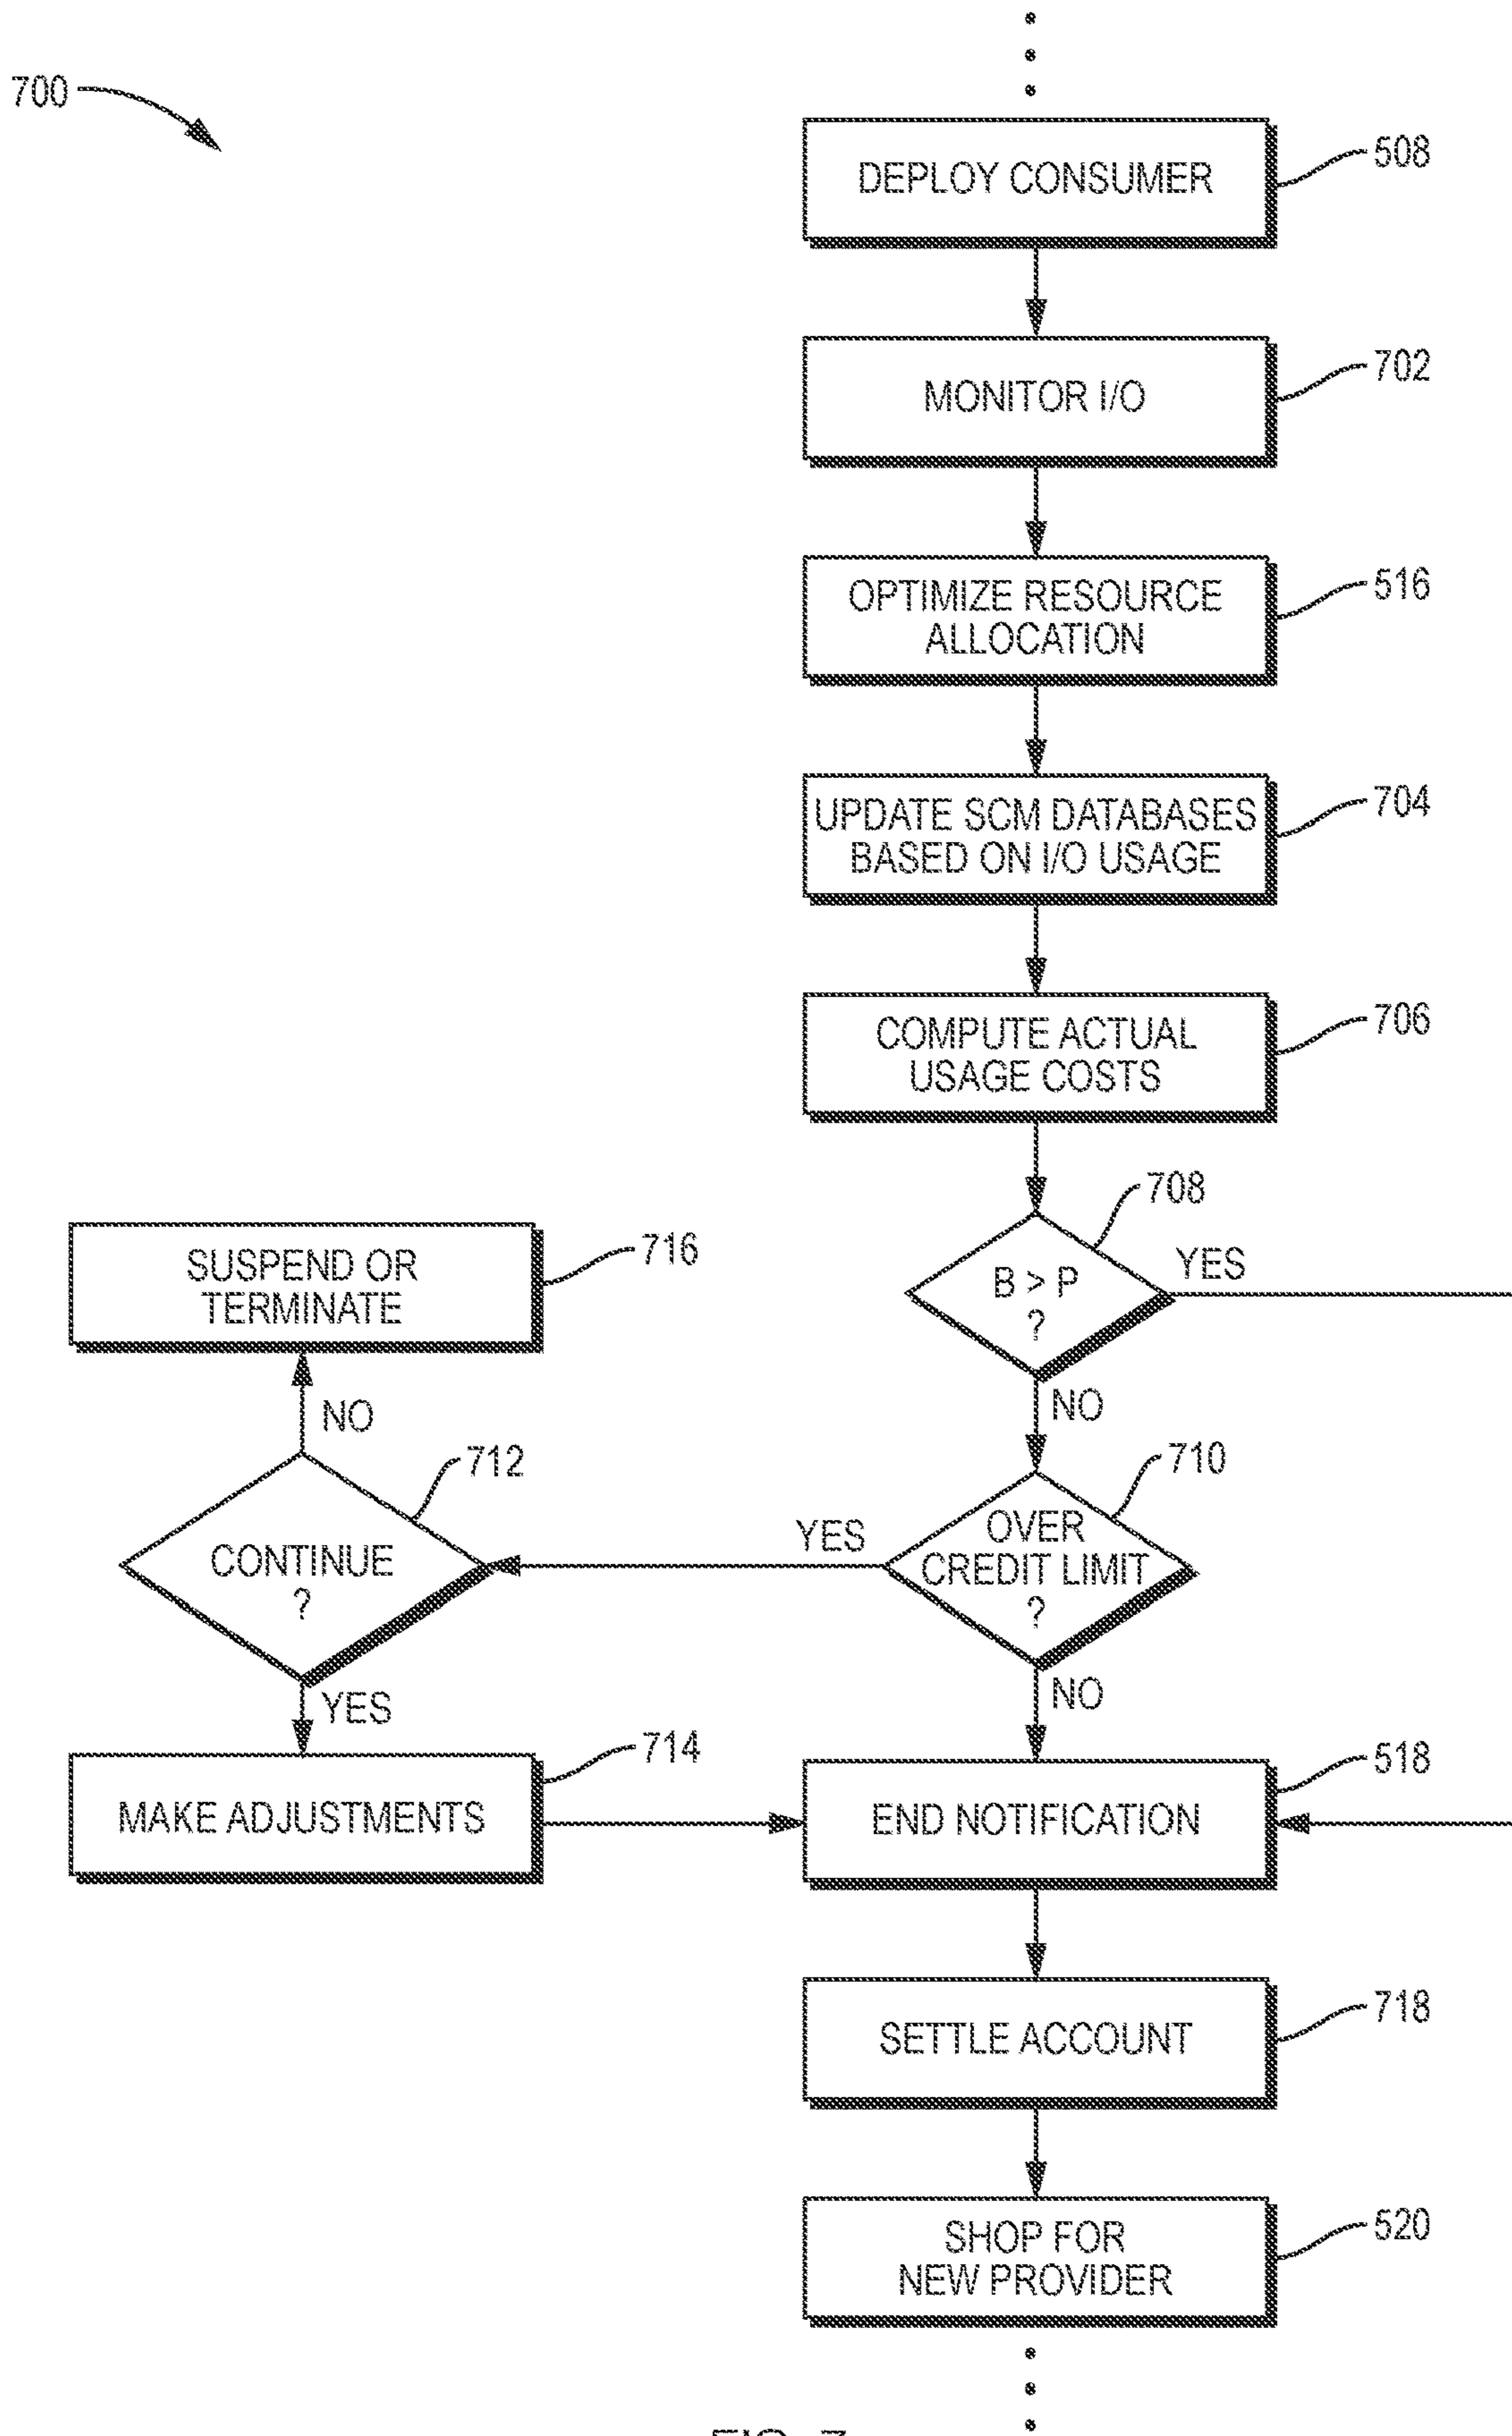 700
DEPLOY CONSUMER
508
MONITOR I/O
702
OPTIMIZE RESOURCE
ALLOCATION
516
UPDATE SCM DATABASES
BASED ON I/O USAGE
704
COMPUTE ACTUAL
USAGE COSTS
706
708
B > P
?
YES
NO
SUSPEND OR
TERMINATE
716
NO
712
CONTINUE
?
YES
710
OVER
CREDIT LIMIT
?
YES
NO
MAKE ADJUSTMENTS
714
END NOTIFICATION
518
SETTLE ACCOUNT
718
SHOP FOR
NEW PROVIDER
520